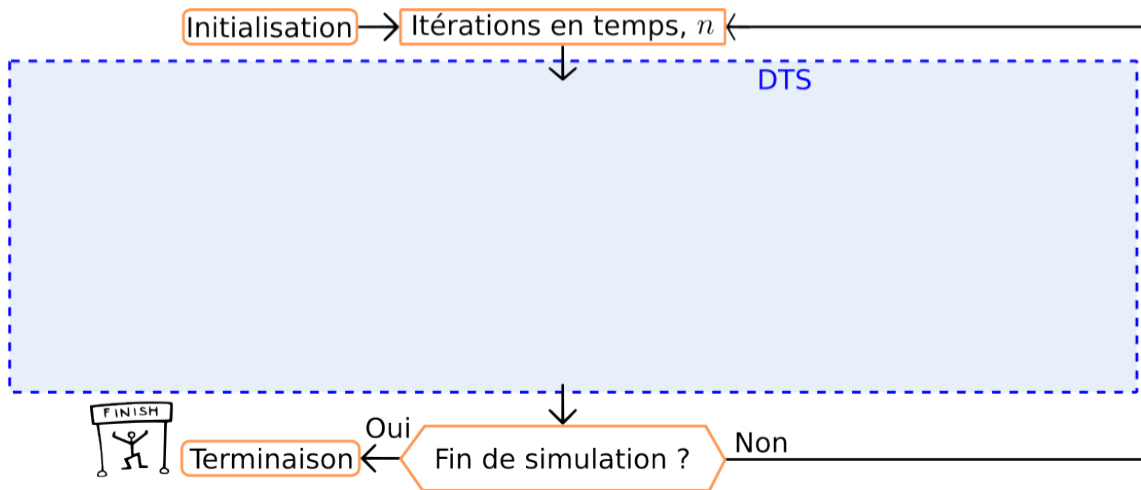 Initialisation
Itérations en temps, n
DTS
FINISH
Oui
Non
Terminaison
Fin de simulation ?